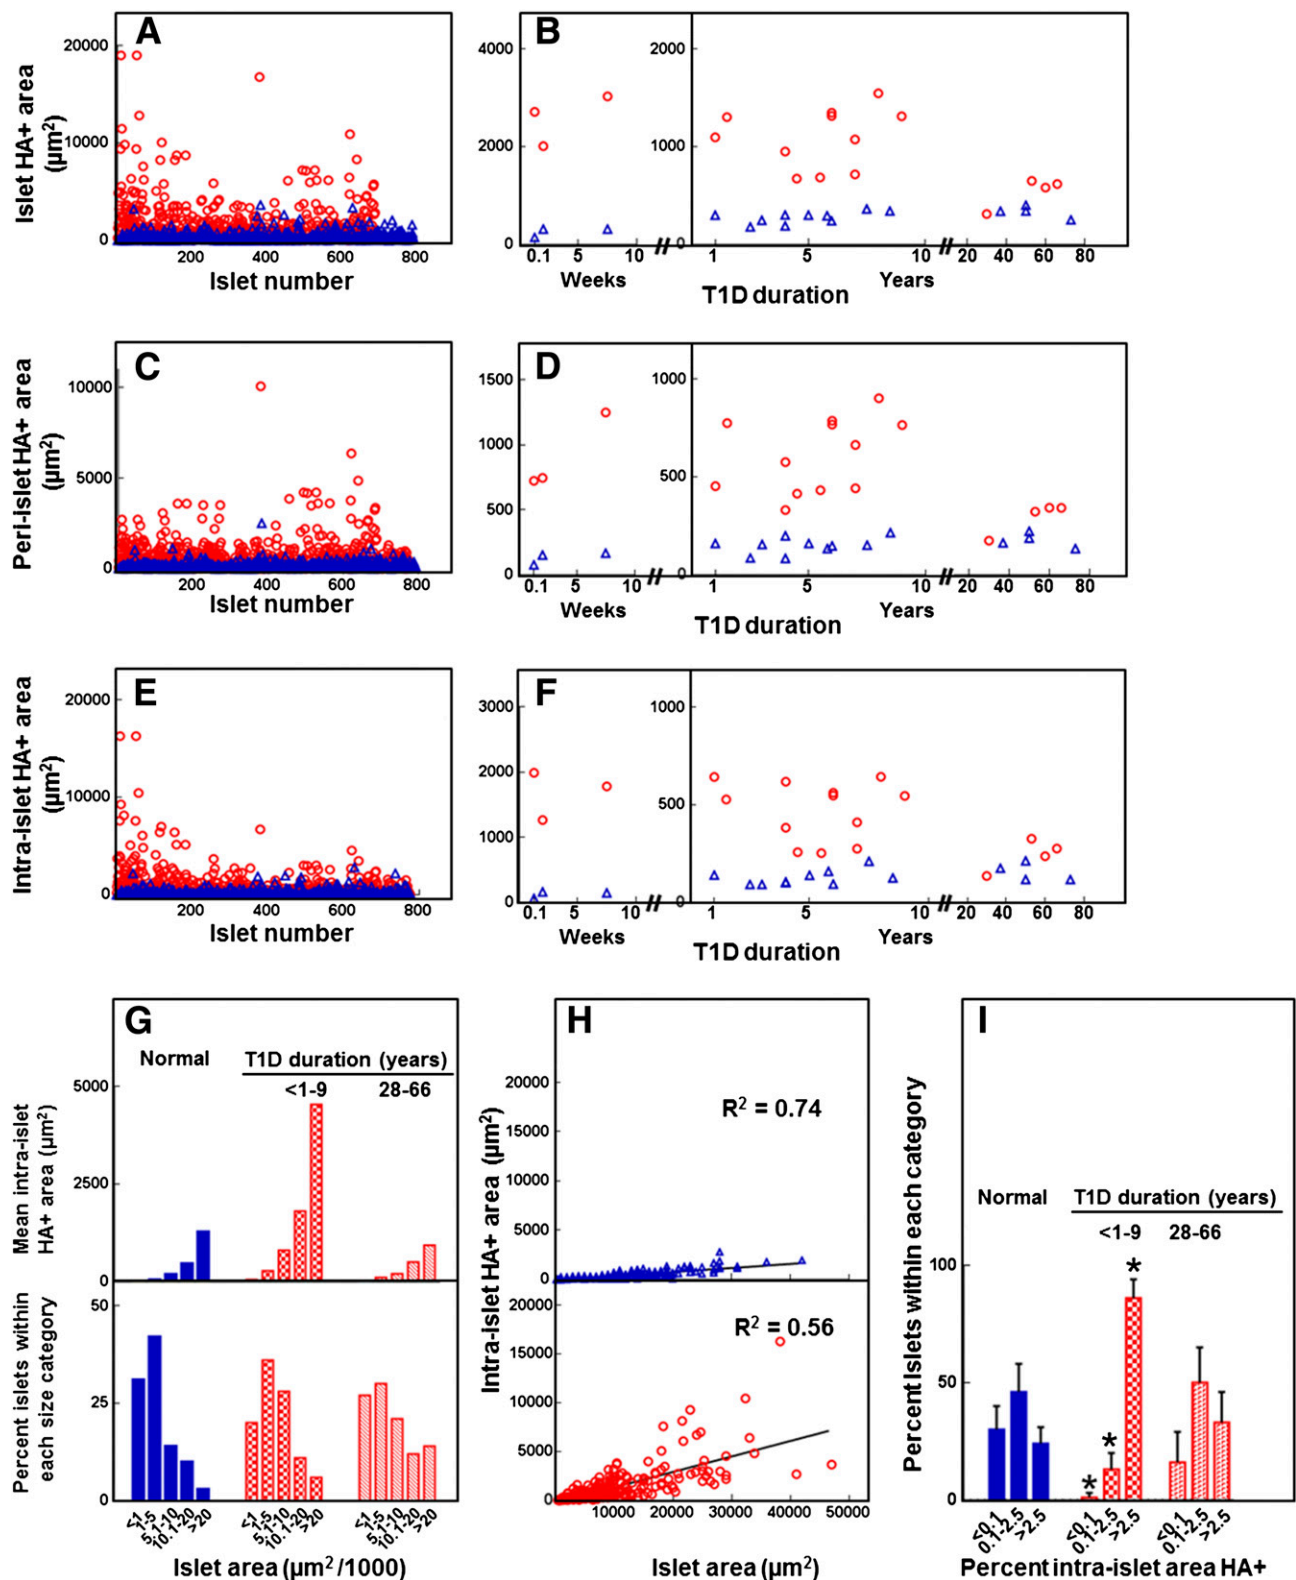 A
Islet HA+ area
(µm²)
20000
10000
0
200 400 600 800
Islet number
B
4000
2000
0
2000
1000
0
0.1 5 10 1 5 10 20 40 60 80
Weeks Years
T1D duration
C
Peri-islet HA+ area
(µm²)
10000
5000
0
200 400 600 800
Islet number
D
1500
1000
500
0
1000
500
0
0.1 5 10 1 5 10 20 40 60 80
Weeks Years
T1D duration
E
Intra-islet HA+ area
(µm²)
20000
10000
0
200 400 600 800
Islet number
F
3000
2000
1000
0
1000
500
0
0.1 5 10 1 5 10 20 40 60 80
Weeks Years
T1D duration
G
Normal T1D duration (years)
<1-9 28-66
Mean intra-islet
HA+ area (µm²)
5000
2500
0
Percent islets within
each size category
50
25
0
<1 1-5 5.1-10 10.1-20 >20
<1 1-5 5.1-10 10.1-20 >20
<1 1-5 5.1-10 10.1-20 >20
Islet area (µm²/1000)
H
Intra-islet HA+ area (µm²)
20000
15000
10000
5000
0
R² = 0.74
20000
15000
10000
5000
0
R² = 0.56
10000 20000 30000 40000 50000
Islet area (µm²)
I
Percent Islets within each category
Normal T1D duration (years)
<1-9 28-66
100
50
0
* * *
<0.1 0.1-2.5 >2.5
<0.1 0.1-2.5 >2.5
<0.1 0.1-2.5 >2.5
Percent intra-islet area HA+